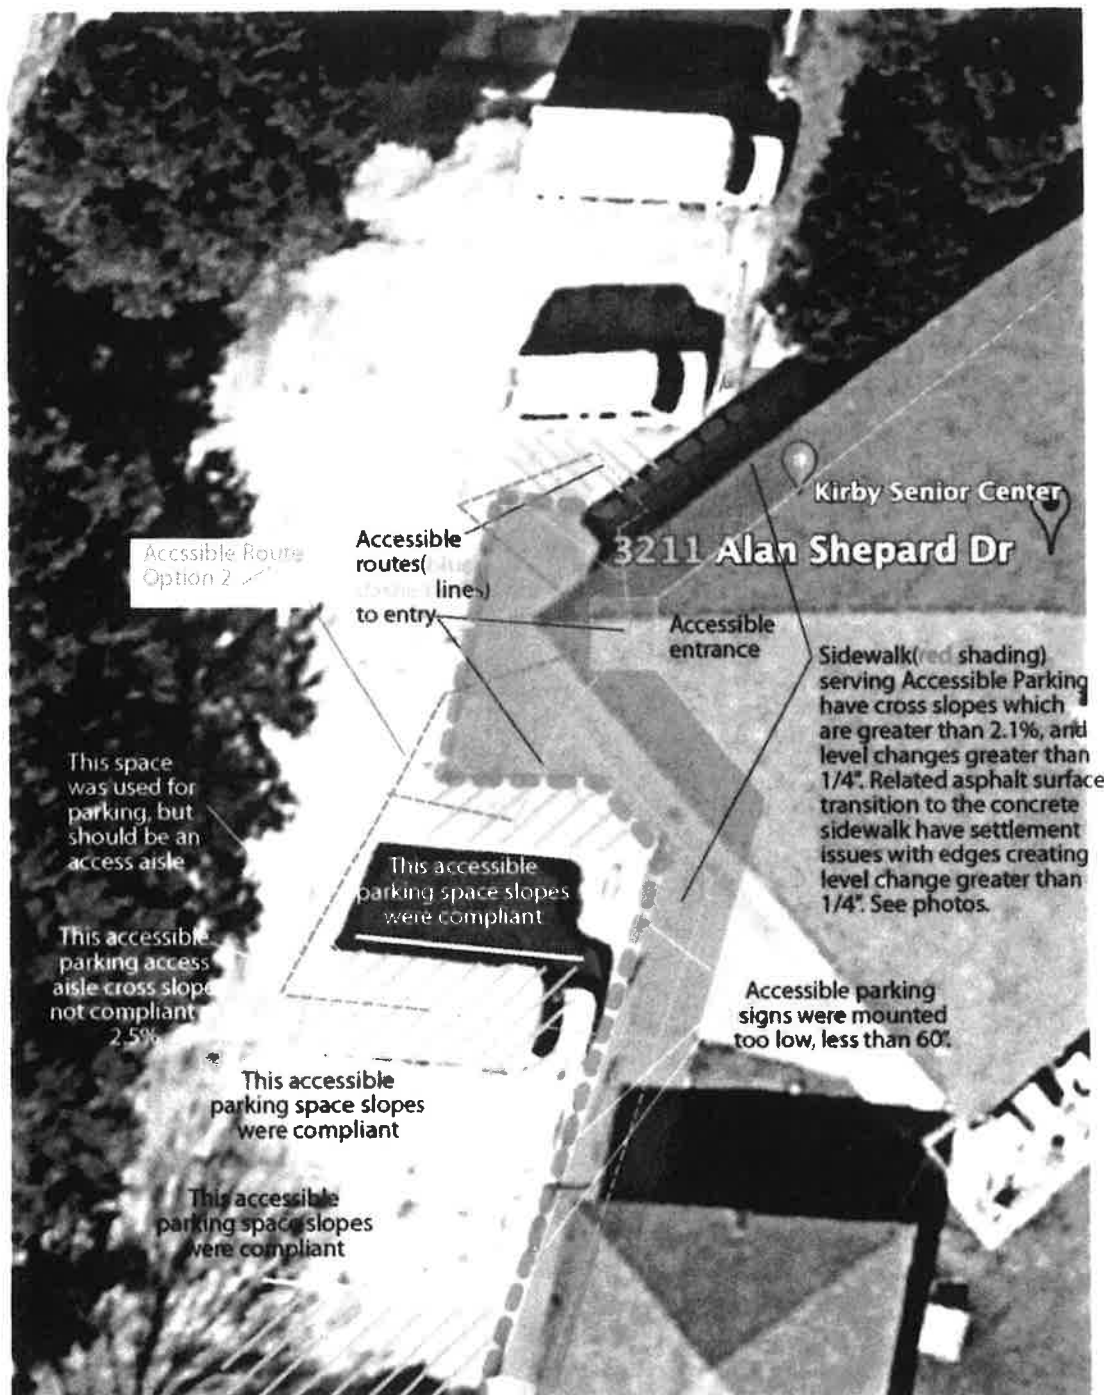 Kirby Senior Center
3211 Alan Shepard Dr
Accssible Route
Option 2
Accessible
routes(
lines)
to entry
Accessible
entrance
Sidewalk(red shading)
serving Accessible Parking
have cross slopes which
are greater than 2.1%, and
level changes greater than
1/4". Related asphalt surface
transition to the concrete
sidewalk have settlement
issues with edges creating
level change greater than
1/4". See photos.
This space
was used for
parking, but
should be an
access aisle
This accessible
parking space slopes
were compliant
This accessible
parking access
aisle cross slope
not compliant
2.5%
Accessible parking
signs were mounted
too low, less than 60".
This accessible
parking space slopes
were compliant
This accessible
parking space slopes
were compliant